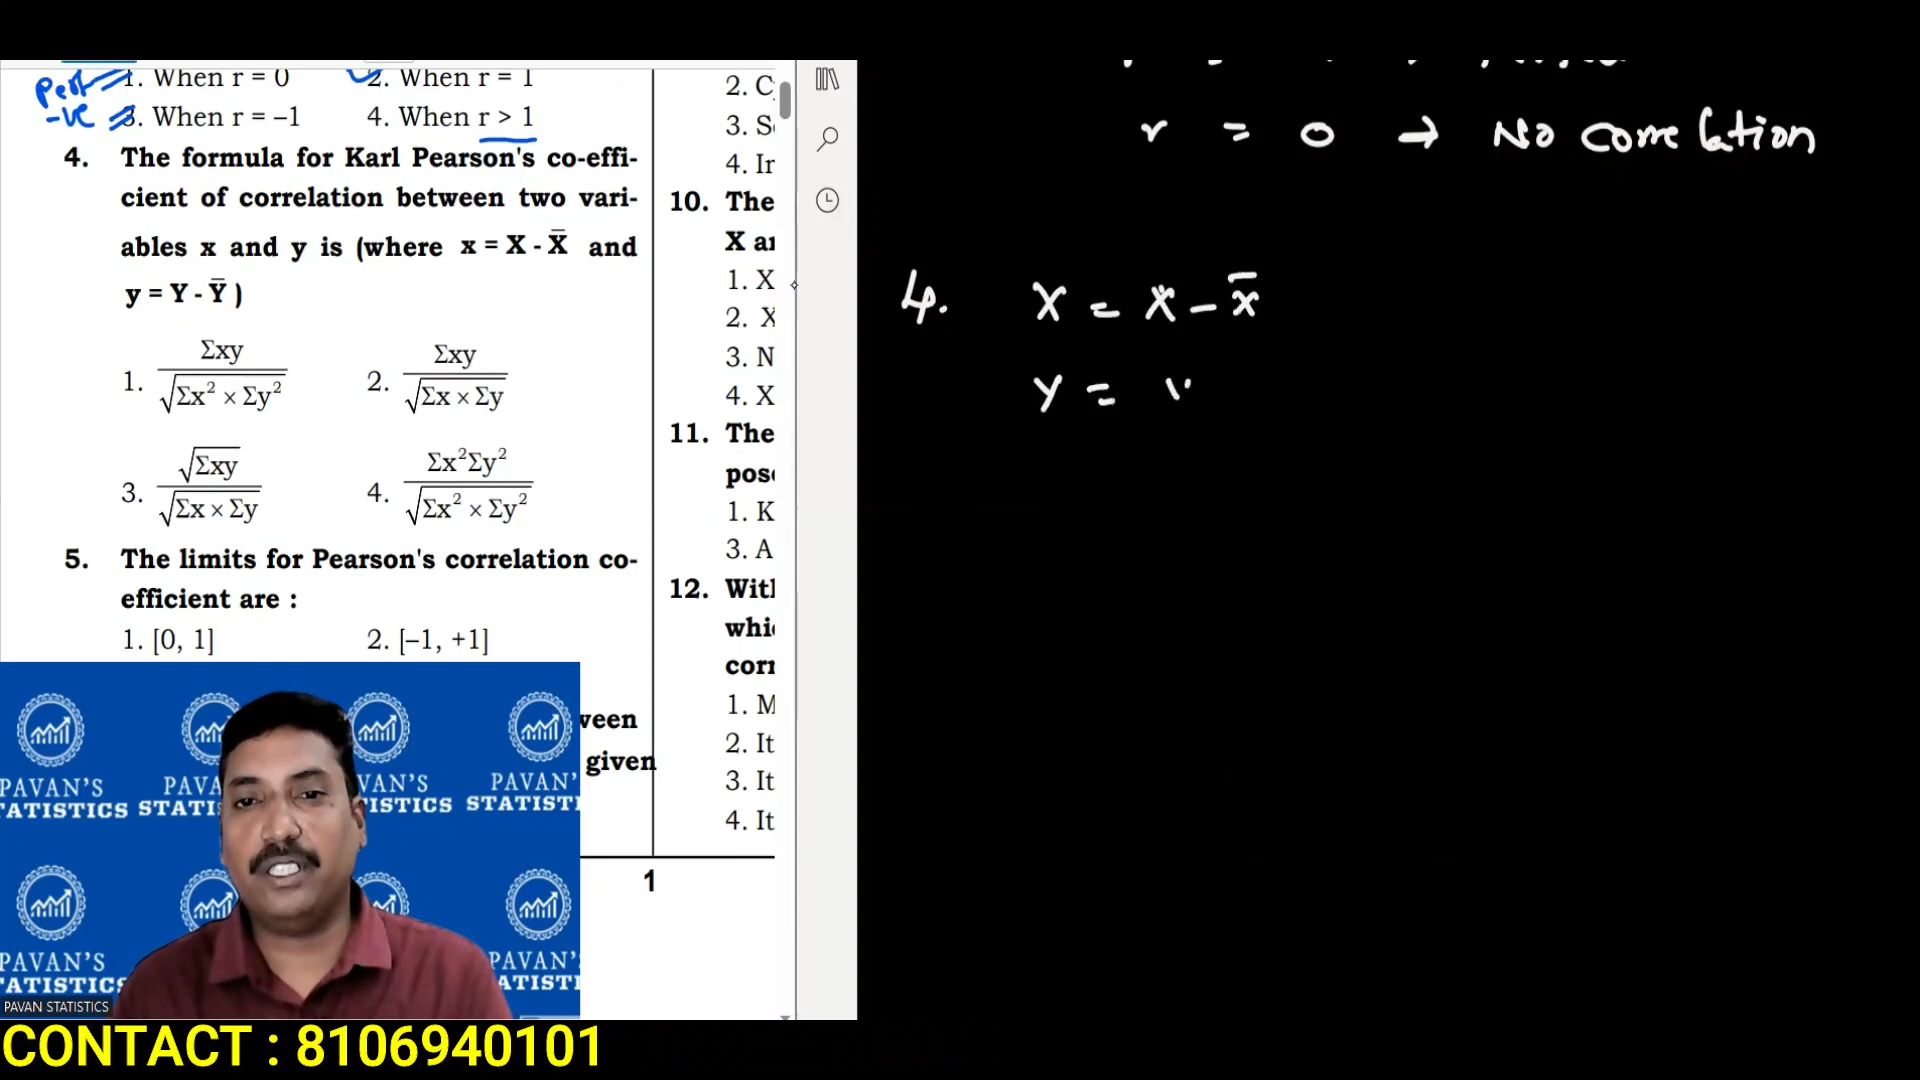 1. When r = 0 2. When r = 1
perf
-ve
3. When r = –1 4. When r > 1
4. The formula for Karl Pearson's co-effi-
cient of correlation between two vari-
ables x and y is (where x = X - X̄ and
y = Y - Ȳ )
1. Σxy / √(Σx² × Σy²) 2. Σxy / √(Σx × Σy)
3. √Σxy / √(Σx × Σy) 4. Σx²Σy² / √(Σx² × Σy²)
5. The limits for Pearson's correlation co-
efficient are :
1. [0, 1] 2. [–1, +1]
ween
given
1
2. C
3. S
4. Ir
10. The
X a
1. X
2. X
3. N
4. X
11. The
pos
1. K
3. A
12. Wit
whi
cor
1. M
2. It
3. It
4. It
r = 0 → No correlation
4. x = x - x̄
y =
PAVAN'S
STATISTICS
PAVAN STATISTICS
CONTACT : 8106940101